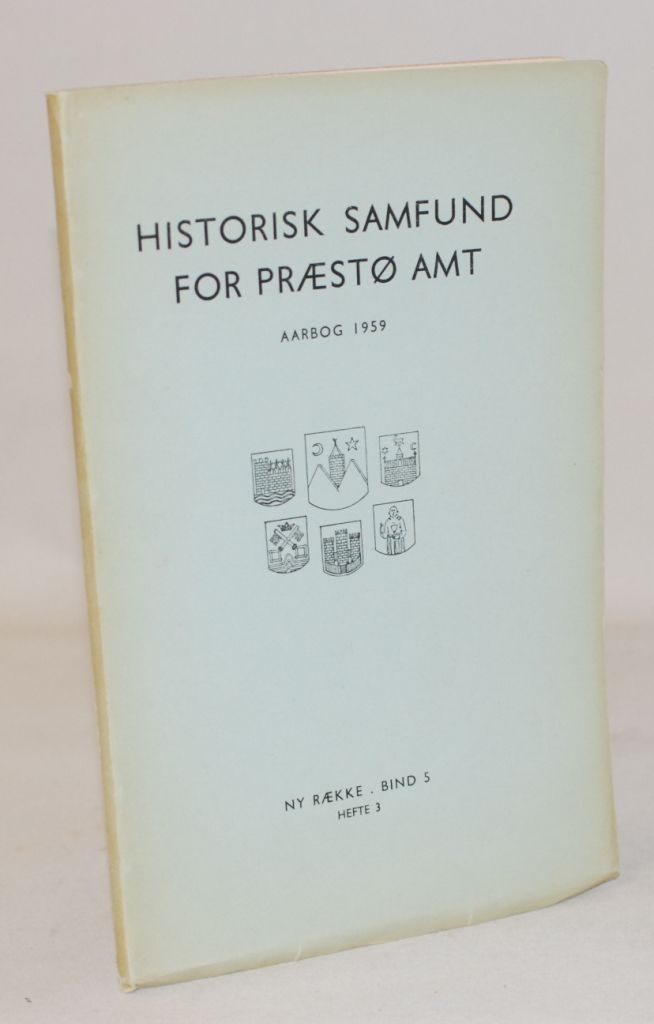 HISTORISK SAMFUND
FOR PRÆSTØ AMT
AARBOG 1959
NY RÆKKE . BIND 5
HEFTE 3